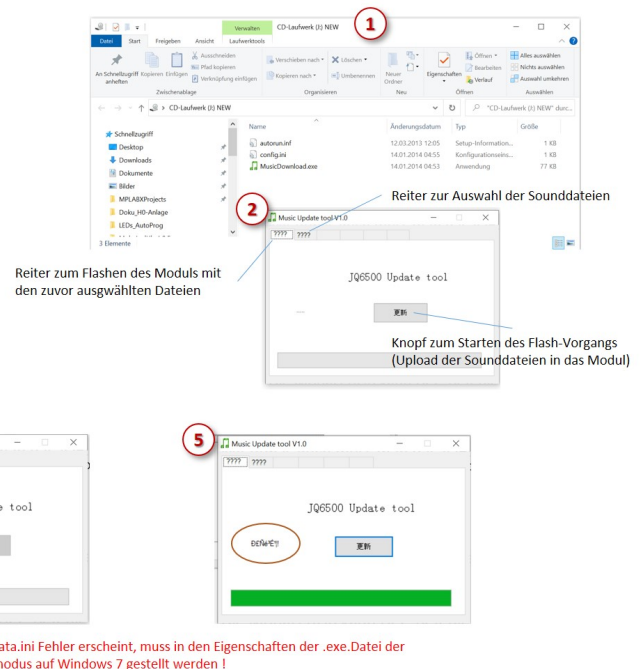 Verwalten
CD-Laufwerk (J:) NEW
1
Datei Start Freigeben Ansicht Laufwerktools
An Schnellzugriff anheften
Kopieren Einfügen
Ausschneiden
Pfad kopieren
Verknüpfung einfügen
Zwischenablage
Verschieben nach
Kopieren nach
Löschen
Umbenennen
Organisieren
Neuer Ordner
Neu
Eigenschaften
Öffnen
Bearbeiten
Verlauf
Öffnen
Alles auswählen
Nichts auswählen
Auswahl umkehren
Auswählen
CD-Laufwerk (J:) NEW
"CD-Laufwerk (J:) NEW" durc...
Name Änderungsdatum Typ Größe
autorun.inf 12.03.2013 12:05 Setup-Information... 1 KB
config.ini 14.01.2014 04:55 Konfigurationseins... 1 KB
MusicDownload.exe 14.01.2014 04:53 Anwendung 77 KB
Schnellzugriff
Desktop
Downloads
Dokumente
Bilder
MPLABXProjects
Doku_H0-Anlage
LEDs_AutoProg
3 Elemente
Reiter zur Auswahl der Sounddateien
2
Music Update tool V1.0
???? ????
JQ6500 Update tool
更新
Reiter zum Flashen des Moduls mit
den zuvor ausgwählten Dateien
Knopf zum Starten des Flash-Vorgangs
(Upload der Sounddateien in das Modul)
tool
5
Music Update tool V1.0
???? ????
JQ6500 Update tool
更新
ata.ini Fehler erscheint, muss in den Eigenschaften der .exe.Datei der
modus auf Windows 7 gestellt werden !